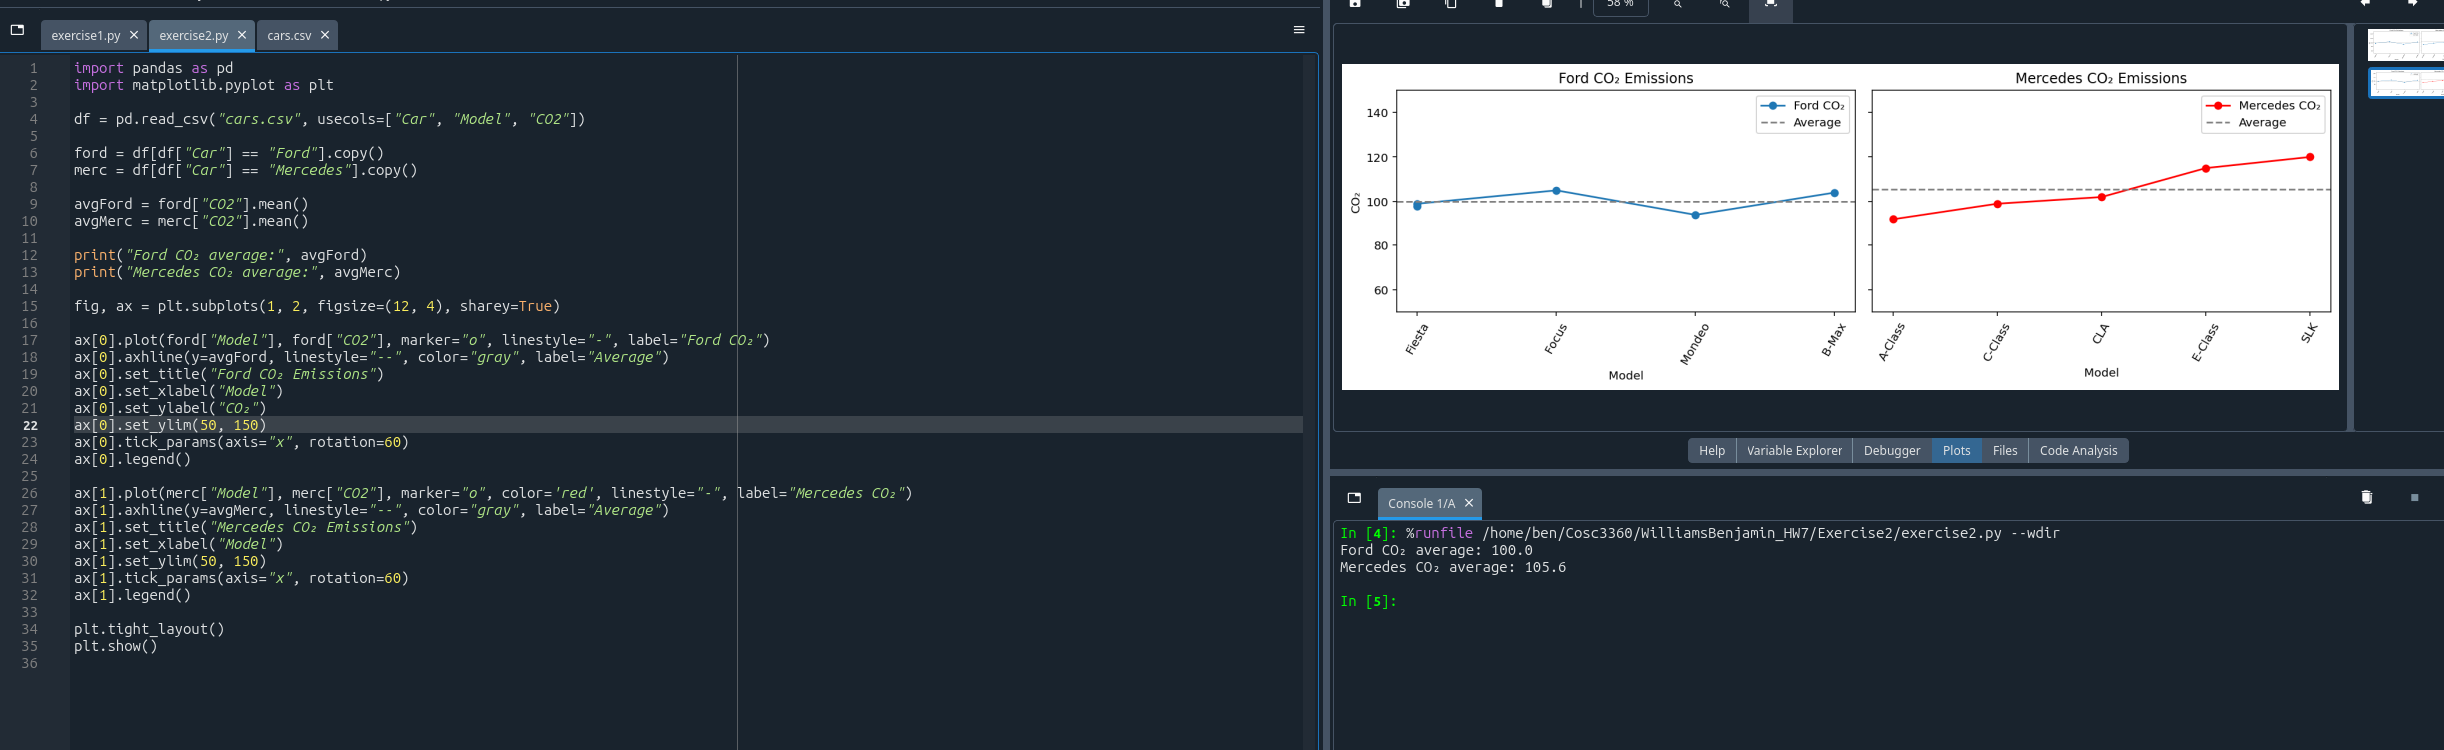 exercise1.py
exercise2.py
cars.csv
1 import pandas as pd
2 import matplotlib.pyplot as plt
3
4 df = pd.read_csv("cars.csv", usecols=["Car", "Model", "CO2"])
5
6 ford = df[df["Car"] == "Ford"].copy()
7 merc = df[df["Car"] == "Mercedes"].copy()
8
9 avgFord = ford["CO2"].mean()
10 avgMerc = merc["CO2"].mean()
11
12 print("Ford CO₂ average:", avgFord)
13 print("Mercedes CO₂ average:", avgMerc)
14
15 fig, ax = plt.subplots(1, 2, figsize=(12, 4), sharey=True)
16
17 ax[0].plot(ford["Model"], ford["CO2"], marker="o", linestyle="-", label="Ford CO₂")
18 ax[0].axhline(y=avgFord, linestyle="--", color="gray", label="Average")
19 ax[0].set_title("Ford CO₂ Emissions")
20 ax[0].set_xlabel("Model")
21 ax[0].set_ylabel("CO₂")
22 ax[0].set_ylim(50, 150)
23 ax[0].tick_params(axis="x", rotation=60)
24 ax[0].legend()
25
26 ax[1].plot(merc["Model"], merc["CO2"], marker="o", color='red', linestyle="-", label="Mercedes CO₂")
27 ax[1].axhline(y=avgMerc, linestyle="--", color="gray", label="Average")
28 ax[1].set_title("Mercedes CO₂ Emissions")
29 ax[1].set_xlabel("Model")
30 ax[1].set_ylim(50, 150)
31 ax[1].tick_params(axis="x", rotation=60)
32 ax[1].legend()
33
34 plt.tight_layout()
35 plt.show()
36
58 %
Ford CO₂ Emissions
Ford CO₂
Average
CO₂
140
120
100
80
60
Fiesta
Focus
Mondeo
B-Max
Model
Mercedes CO₂ Emissions
Mercedes CO₂
Average
A-Class
C-Class
CLA
E-Class
SLK
Model
Help
Variable Explorer
Debugger
Plots
Files
Code Analysis
Console 1/A
In [4]: %runfile /home/ben/Cosc3360/WilliamsBenjamin_HW7/Exercise2/exercise2.py --wdir
Ford CO₂ average: 100.0
Mercedes CO₂ average: 105.6
In [5]: